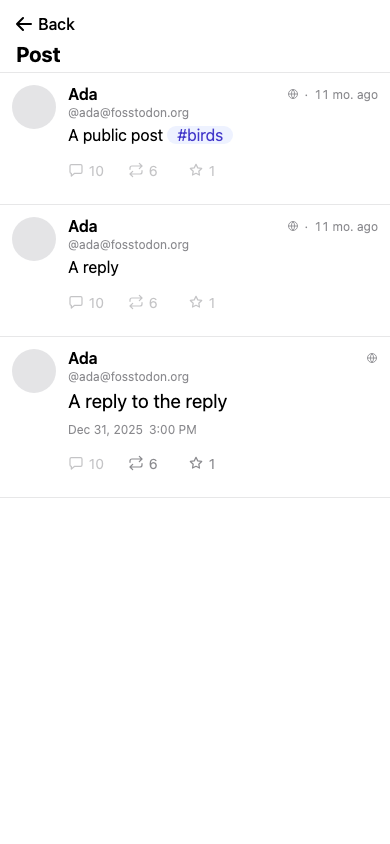 Back
Post
Ada · 11 mo. ago
@ada@fosstodon.org
A public post #birds
10 6 1
Ada · 11 mo. ago
@ada@fosstodon.org
A reply
10 6 1
Ada
@ada@fosstodon.org
A reply to the reply
Dec 31, 2025 3:00 PM
10 6 1